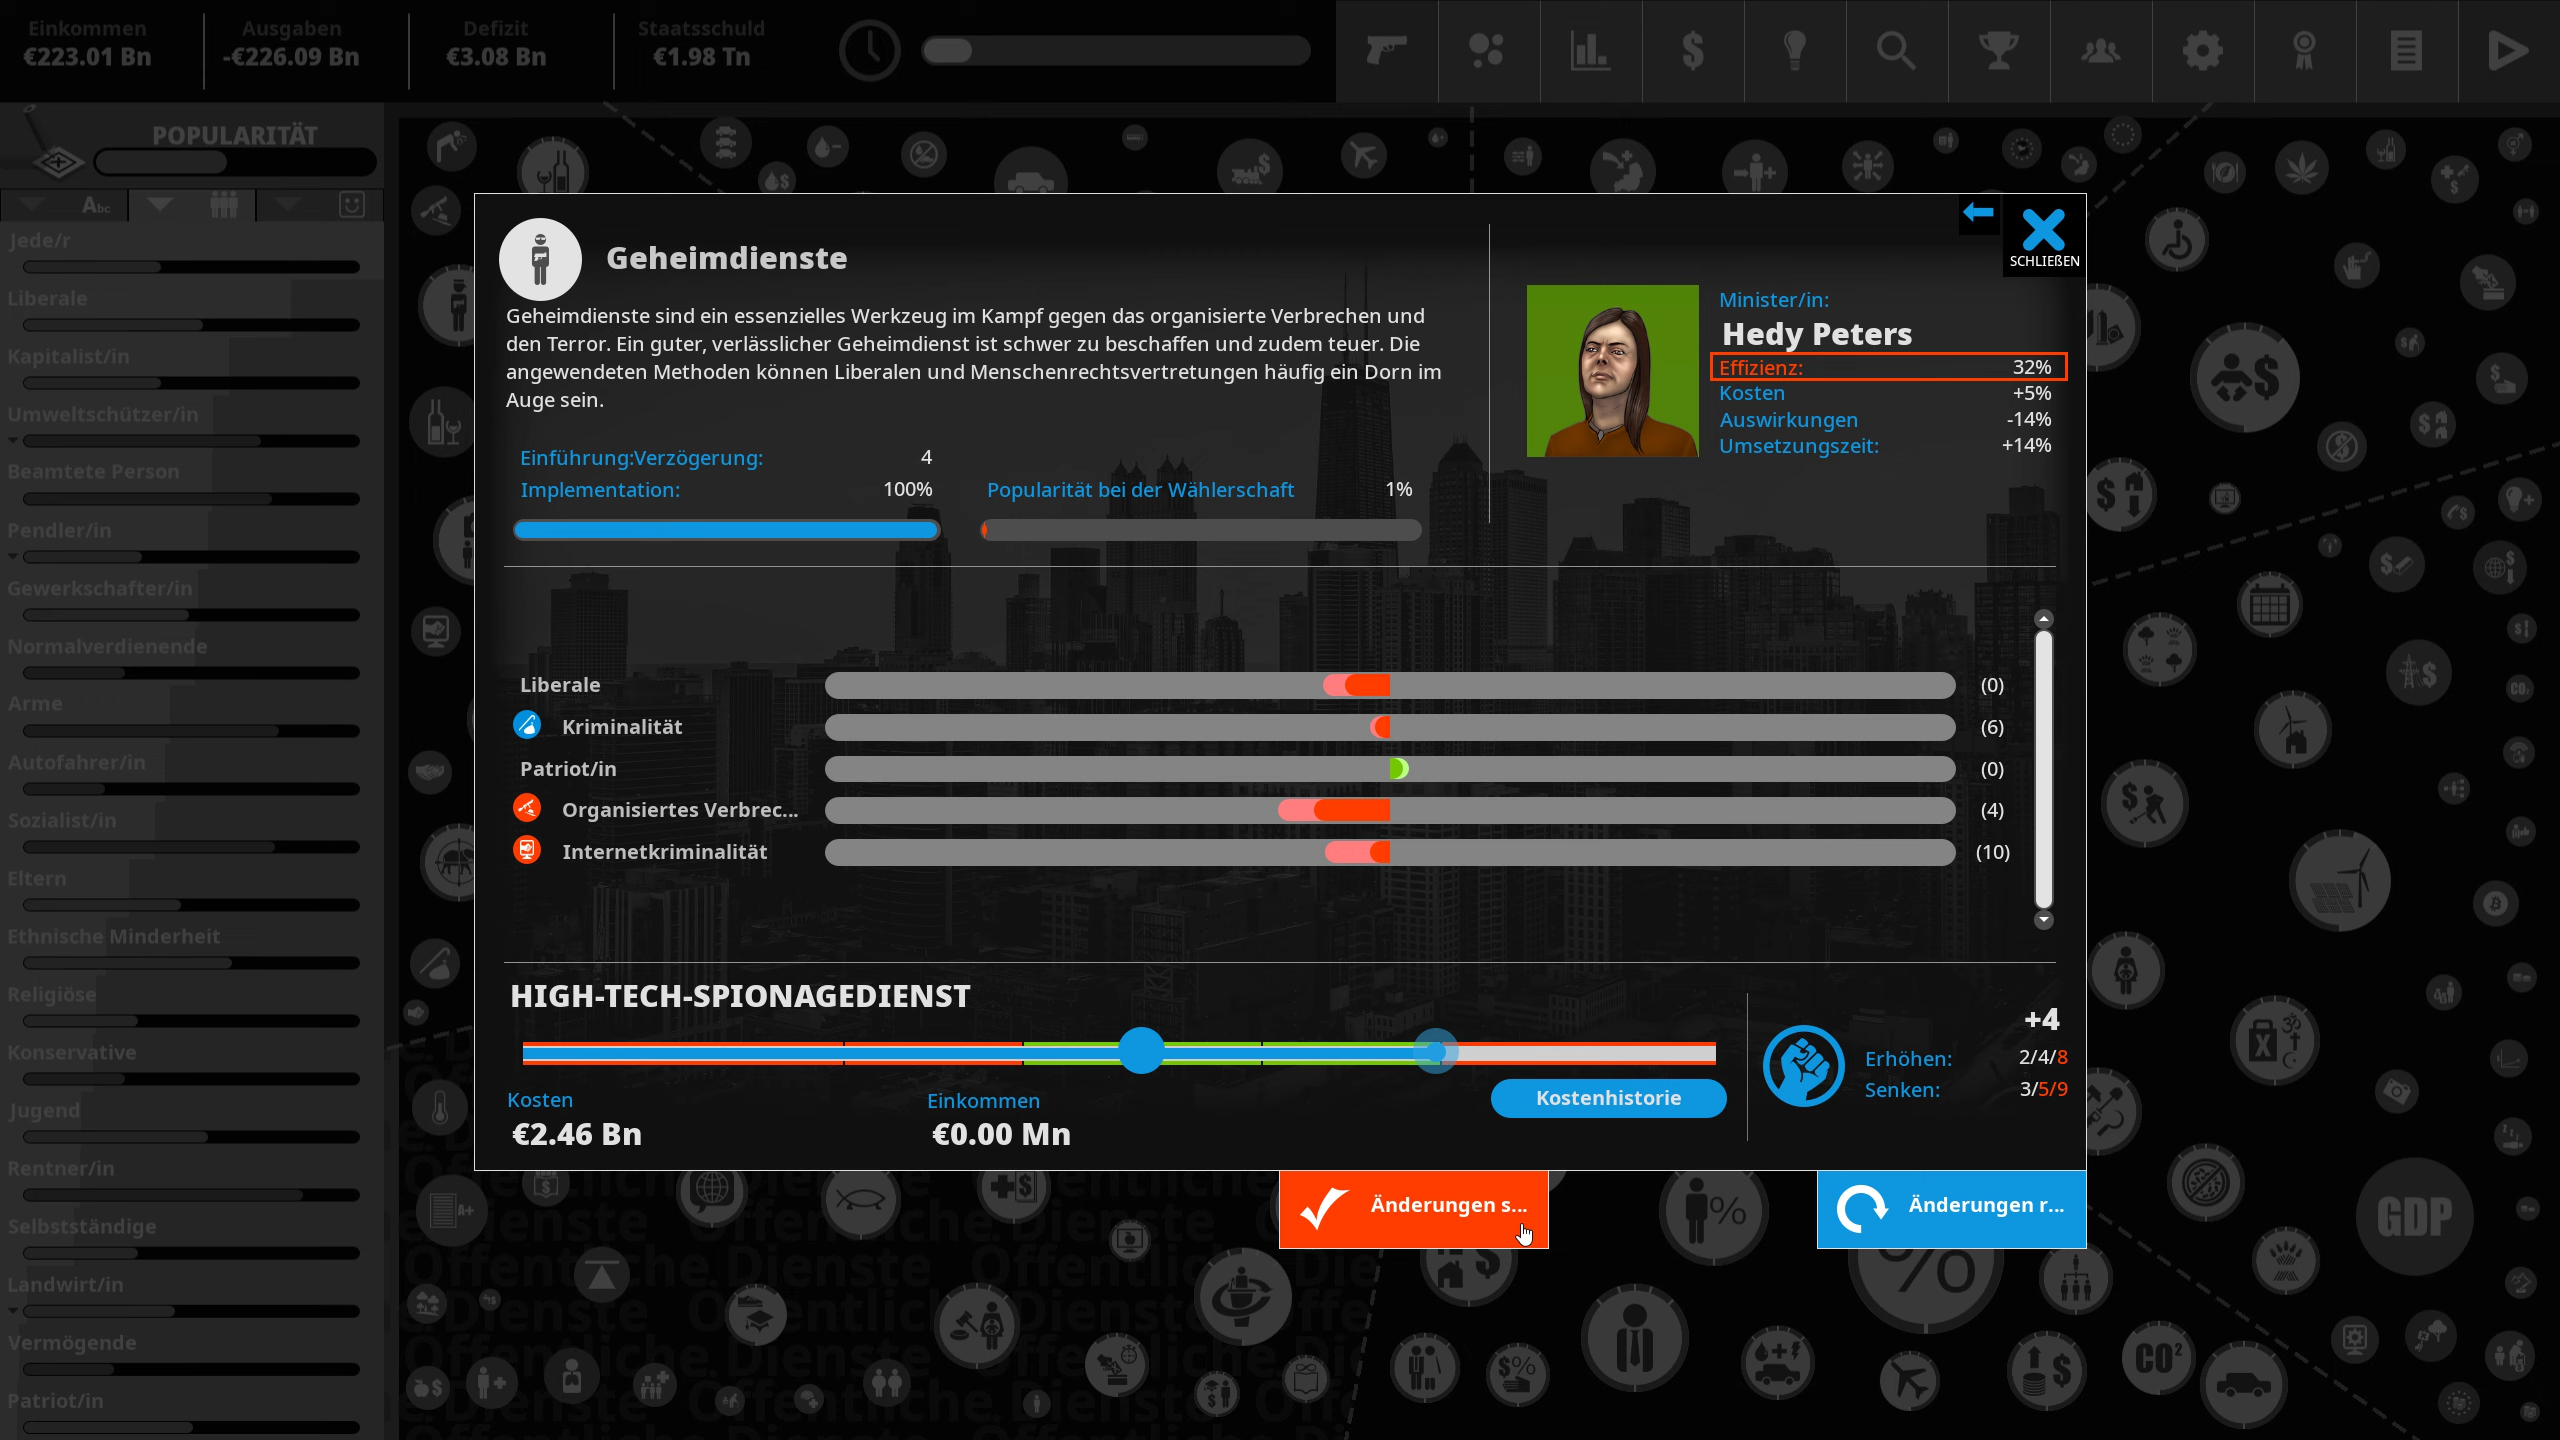 Einkommen
€223.01 Bn
Ausgaben
-€226.09 Bn
Defizit
€3.08 Bn
Staatsschuld
€1.98 Tn
POPULARITÄT
Abc
Jede/r
Liberale
Kapitalist/in
Umweltschützer/in
Beamtete Person
Pendler/in
Gewerkschafter/in
Normalverdienende
Arme
Autofahrer/in
Sozialist/in
Eltern
Ethnische Minderheit
Religiöse
Konservative
Jugend
Rentner/in
Selbstständige
Landwirt/in
Vermögende
Patriot/in
Geheimdienste
SCHLIEßEN
Geheimdienste sind ein essenzielles Werkzeug im Kampf gegen das organisierte Verbrechen und
den Terror. Ein guter, verlässlicher Geheimdienst ist schwer zu beschaffen und zudem teuer. Die
angewendeten Methoden können Liberalen und Menschenrechtsvertretungen häufig ein Dorn im
Auge sein.
Einführung:Verzögerung: 4
Implementation: 100%
Popularität bei der Wählerschaft 1%
Minister/in:
Hedy Peters
Effizienz: 32%
Kosten +5%
Auswirkungen -14%
Umsetzungszeit: +14%
Liberale (0)
Kriminalität (6)
Patriot/in (0)
Organisiertes Verbrec... (4)
Internetkriminalität (10)
HIGH-TECH-SPIONAGEDIENST
Kosten
€2.46 Bn
Einkommen
€0.00 Mn
Kostenhistorie
+4
Erhöhen: 2/4/8
Senken: 3/5/9
Änderungen s...
Änderungen r...
GDP
CO²